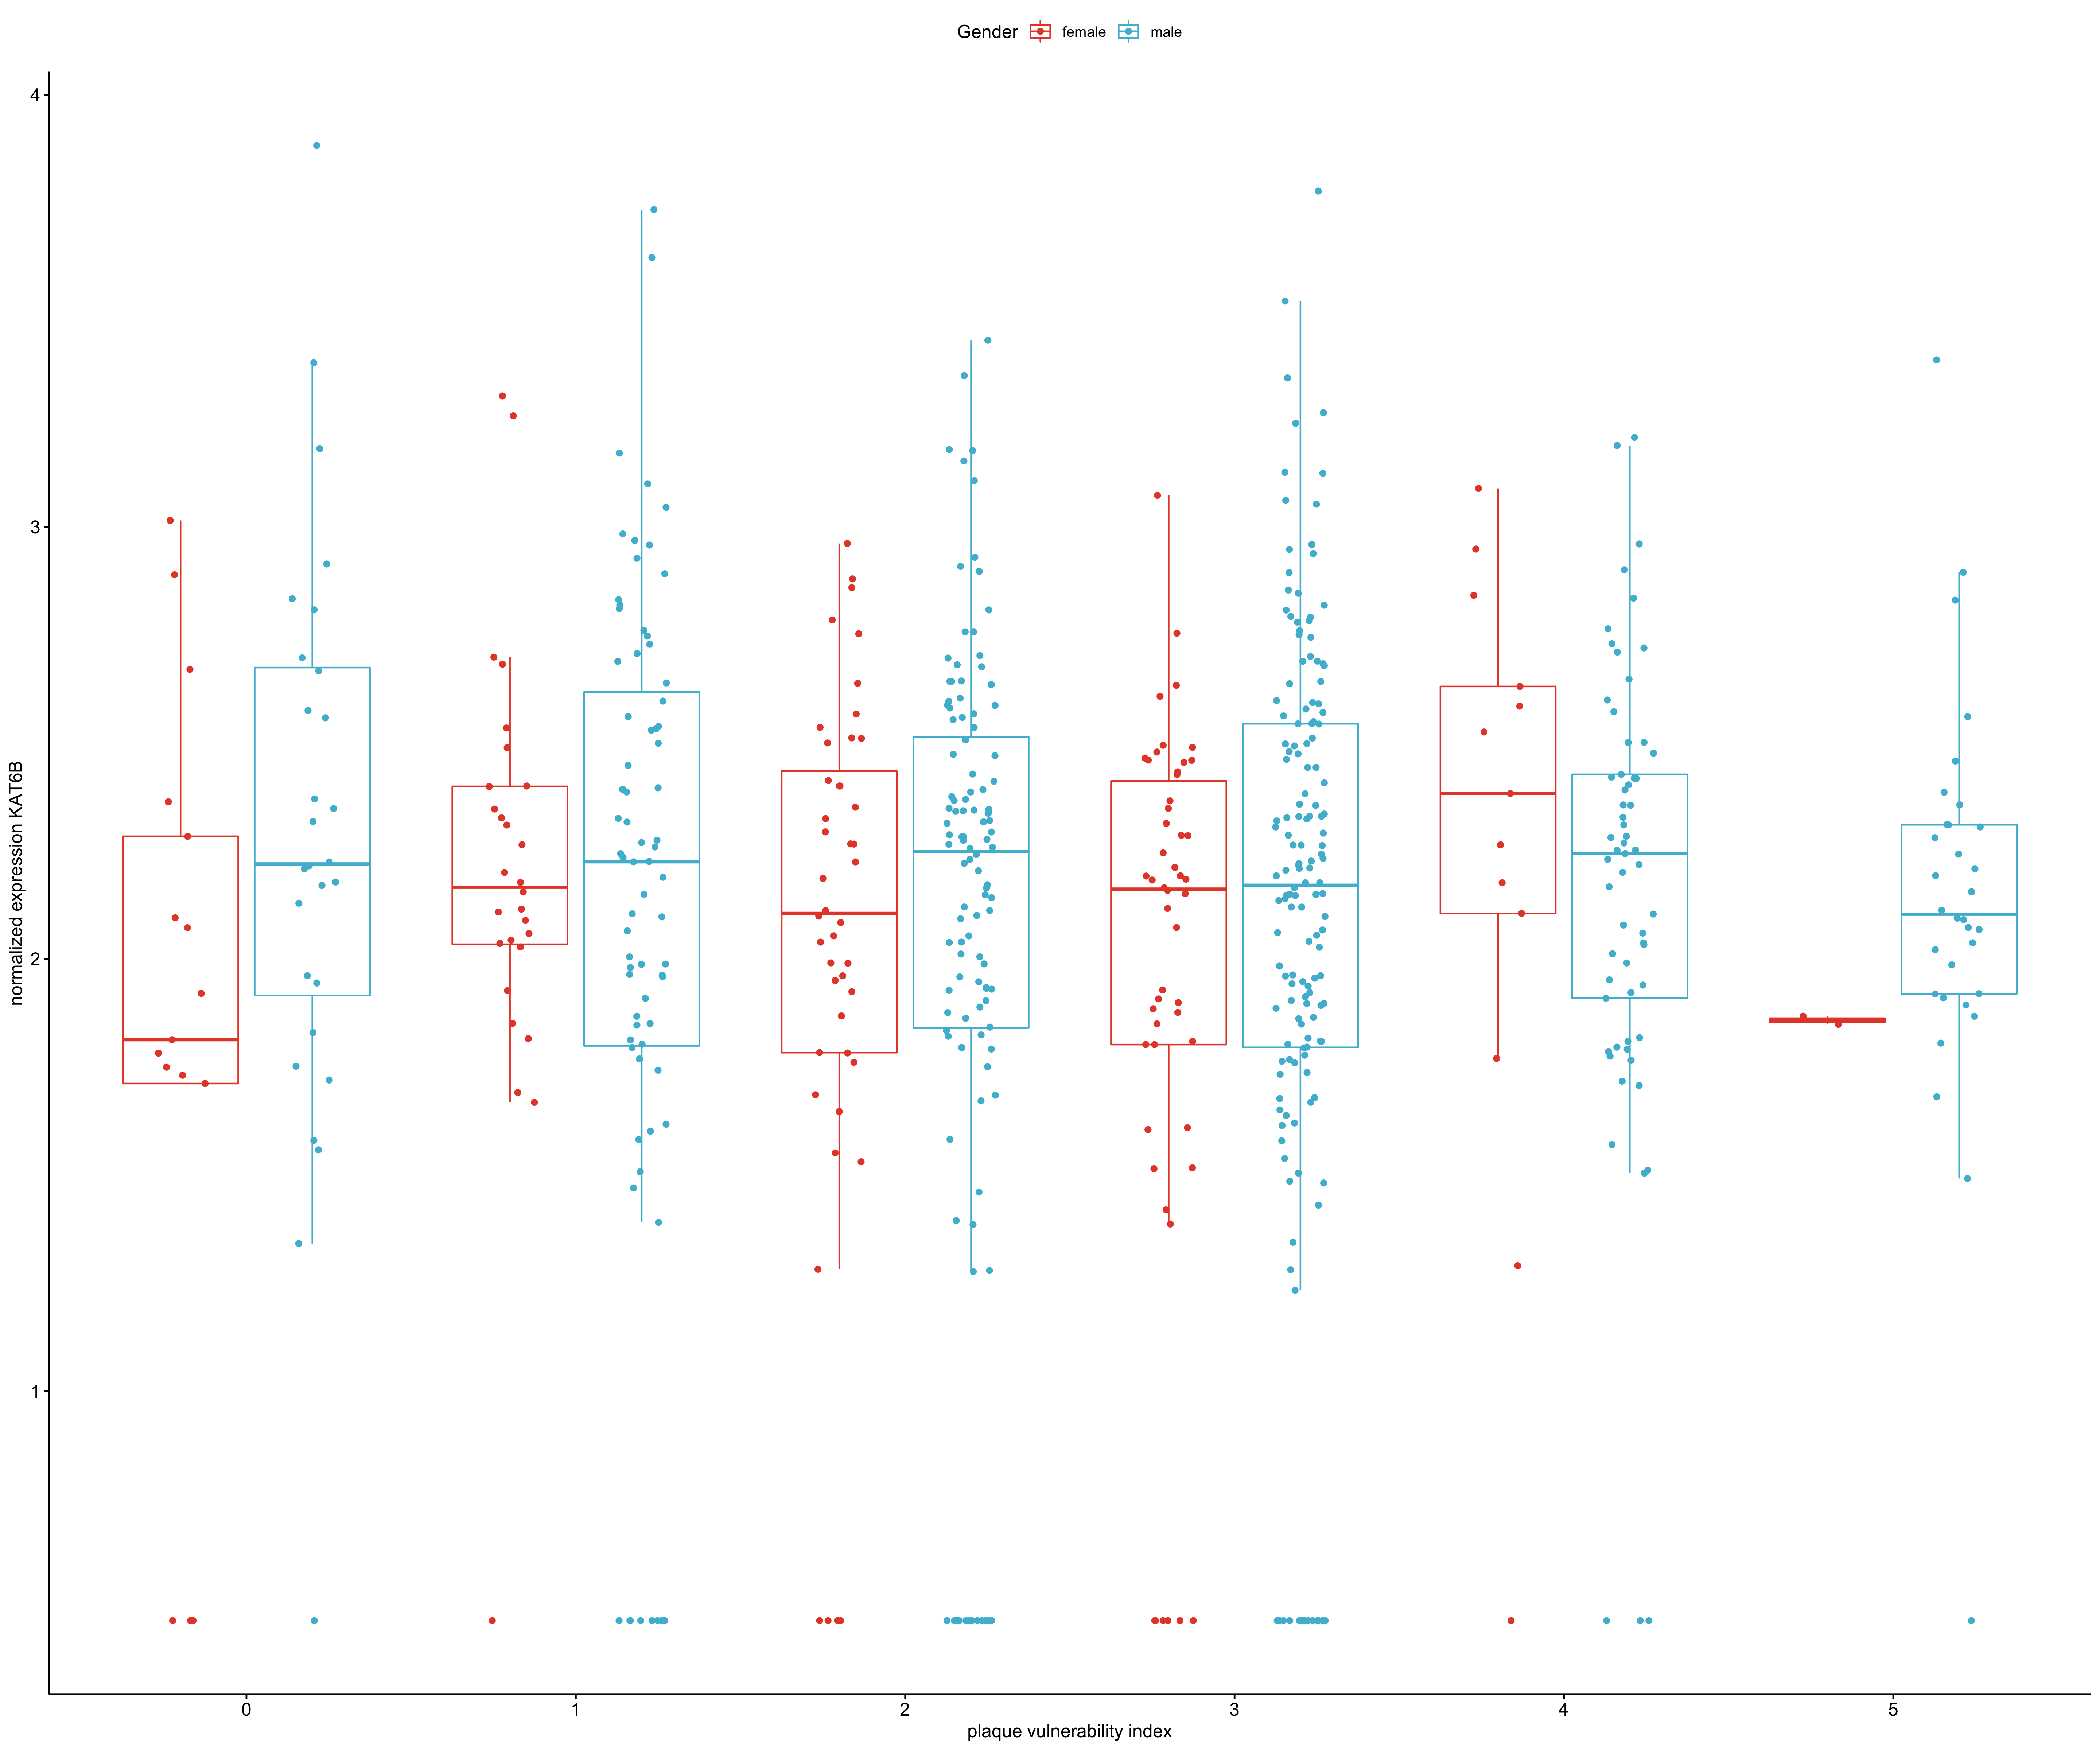 Gender female male
4
3
2
1
normalized expression KAT6B
0 1 2 3 4 5
plaque vulnerability index